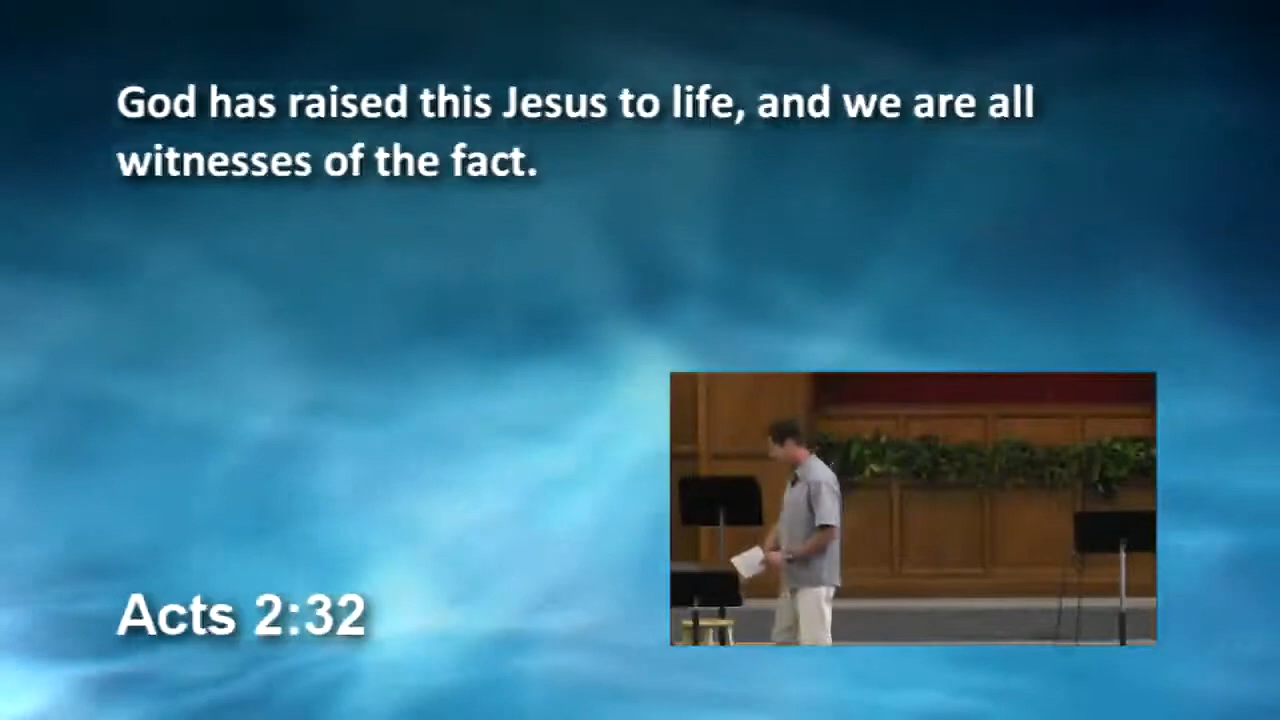 God has raised this Jesus to life, and we are all
witnesses of the fact.
Acts 2:32